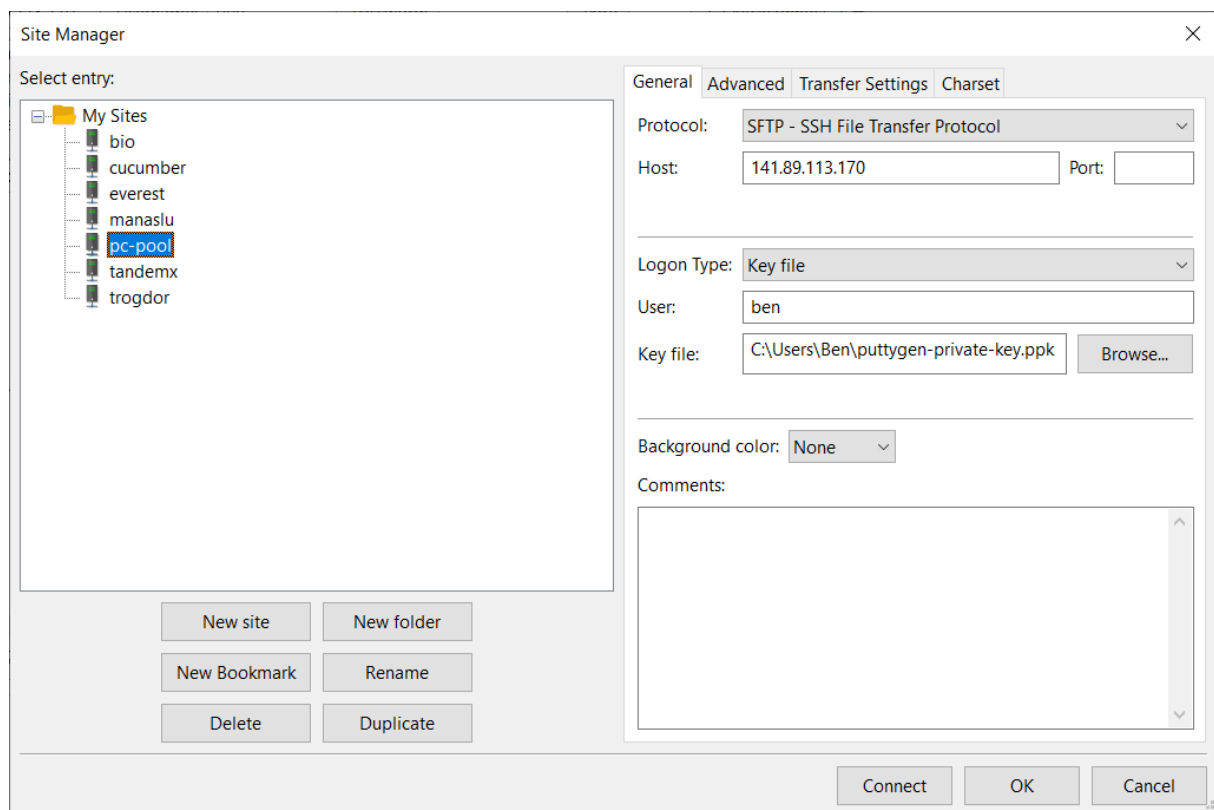 Site Manager
Select entry:
My Sites
bio
cucumber
everest
manaslu
pc-pool
tandemx
trogdor
New site New folder
New Bookmark Rename
Delete Duplicate
General Advanced Transfer Settings Charset
Protocol: SFTP - SSH File Transfer Protocol
Host: 141.89.113.170 Port:
Logon Type: Key file
User: ben
Key file: C:\Users\Ben\puttygen-private-key.ppk Browse...
Background color: None
Comments:
Connect OK Cancel